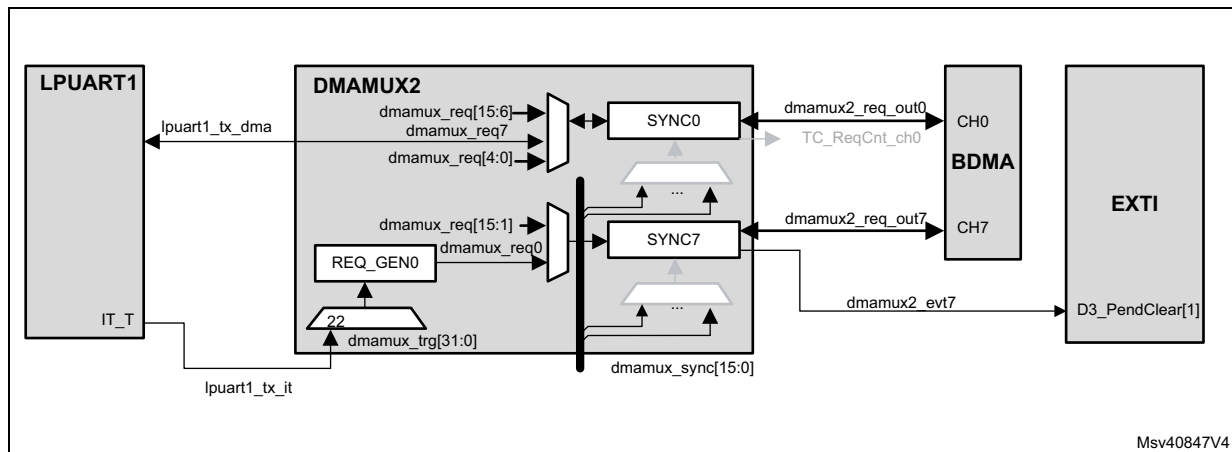 LPUART1
DMAMUX2
EXTI
BDMA
lpuart1_tx_dma
dmamux_req[15:6]
dmamux_req7
dmamux_req[4:0]
SYNC0
dmamux2_req_out0
TC_ReqCnt_ch0
CH0
...
dmamux_req[15:1]
dmamux_req0
REQ_GEN0
SYNC7
dmamux2_req_out7
CH7
...
22
IT_T
dmamux_trg[31:0]
dmamux2_evt7
D3_PendClear[1]
lpuart1_tx_it
dmamux_sync[15:0]
Msv40847V4